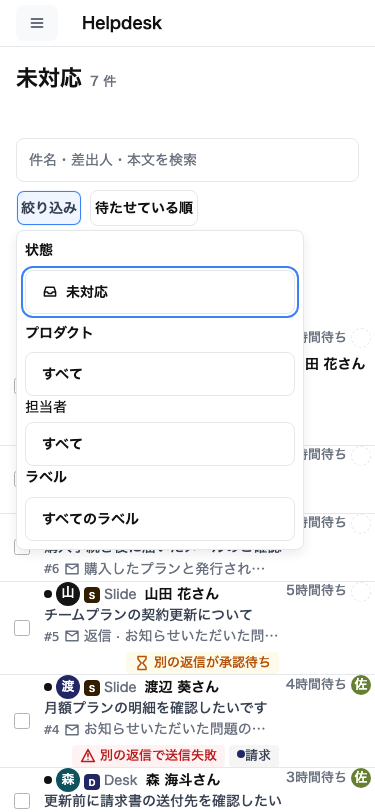 Helpdesk
未対応 7 件
件名・差出人・本文を検索
絞り込み 待たせている順
状態
未対応
プロダクト
すべて
担当者
すべて
ラベル
すべてのラベル
時間待ち
田 花さん
時間待ち
時間待ち
#6 購入したプランと発行され…
山 S Slide 山田 花さん 5時間待ち
チームプランの契約更新について
#5 返信 · お知らせいただいた問…
別の返信が承認待ち
渡 S Slide 渡辺 葵さん 4時間待ち 佐
月額プランの明細を確認したいです
#4 お知らせいただいた問題の…
別の返信で送信失敗 請求
森 D Desk 森 海斗さん 3時間待ち 佐
更新前に請求書の送付先を確認したい